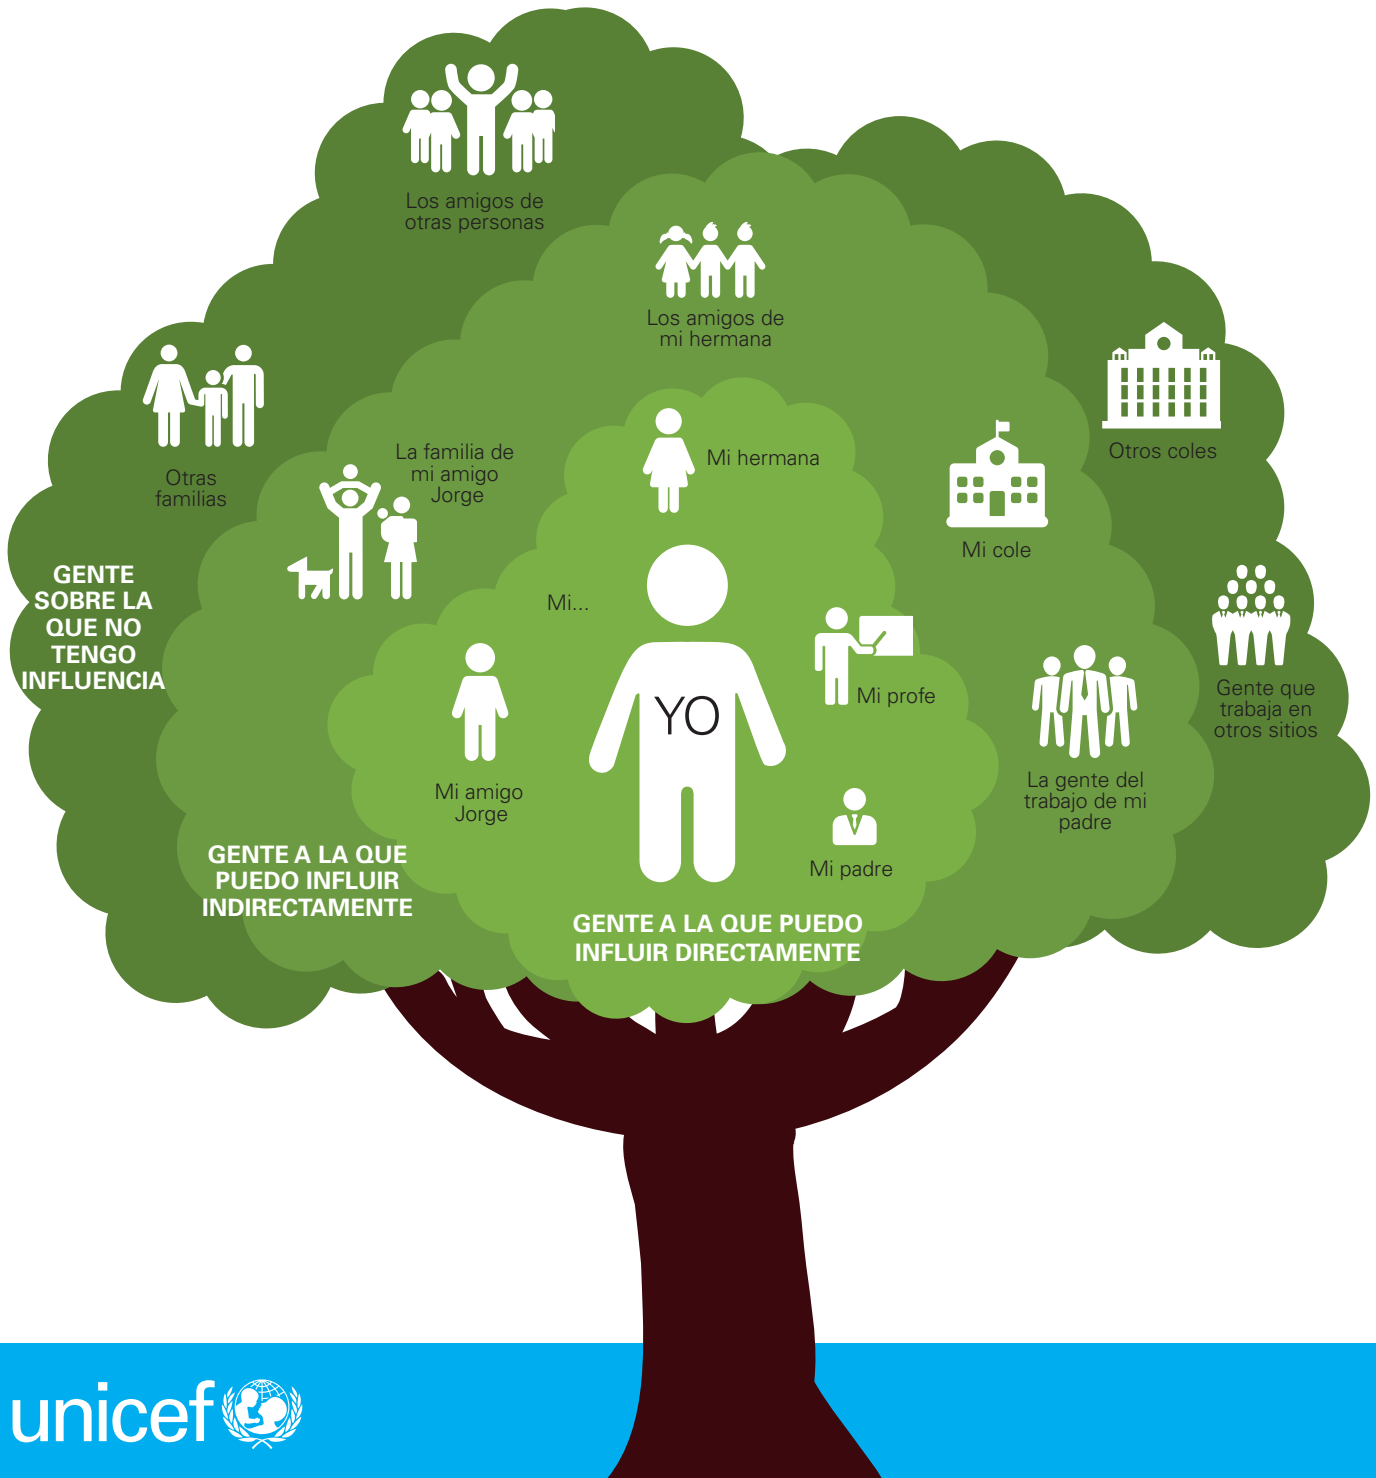 Los amigos de
otras personas
Los amigos de
mi hermana
Otros coles
Otras
familias
La familia de
mi amigo
Jorge
Mi hermana
Mi cole
GENTE
SOBRE LA
QUE NO
TENGO
INFLUENCIA
Mi...
YO
Mi profe
Gente que
trabaja en
otros sitios
Mi amigo
Jorge
La gente del
trabajo de mi
padre
Mi padre
GENTE A LA QUE
PUEDO INFLUIR
INDIRECTAMENTE
GENTE A LA QUE PUEDO
INFLUIR DIRECTAMENTE
unicef